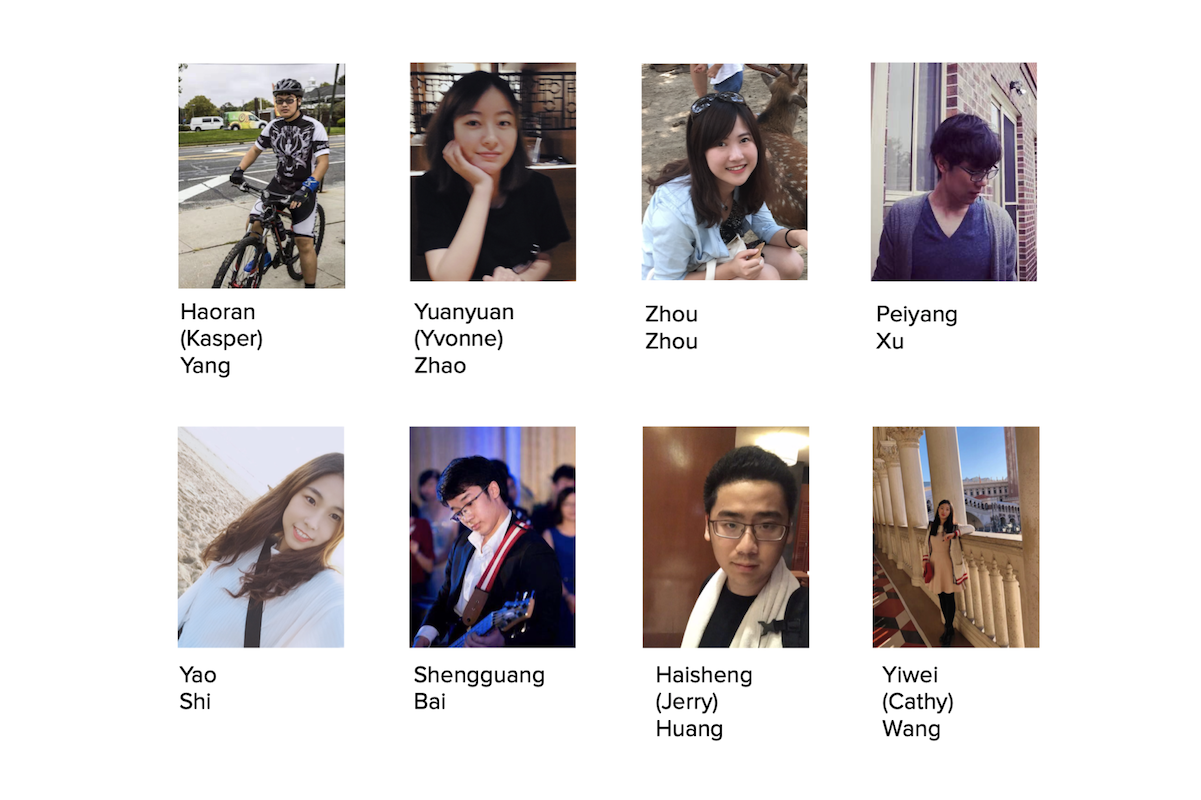 Haoran
(Kasper)
Yang
Yuanyuan
(Yvonne)
Zhao
Zhou
Zhou
Peiyang
Xu
Yao
Shi
Shengguang
Bai
Haisheng
(Jerry)
Huang
Yiwei
(Cathy)
Wang